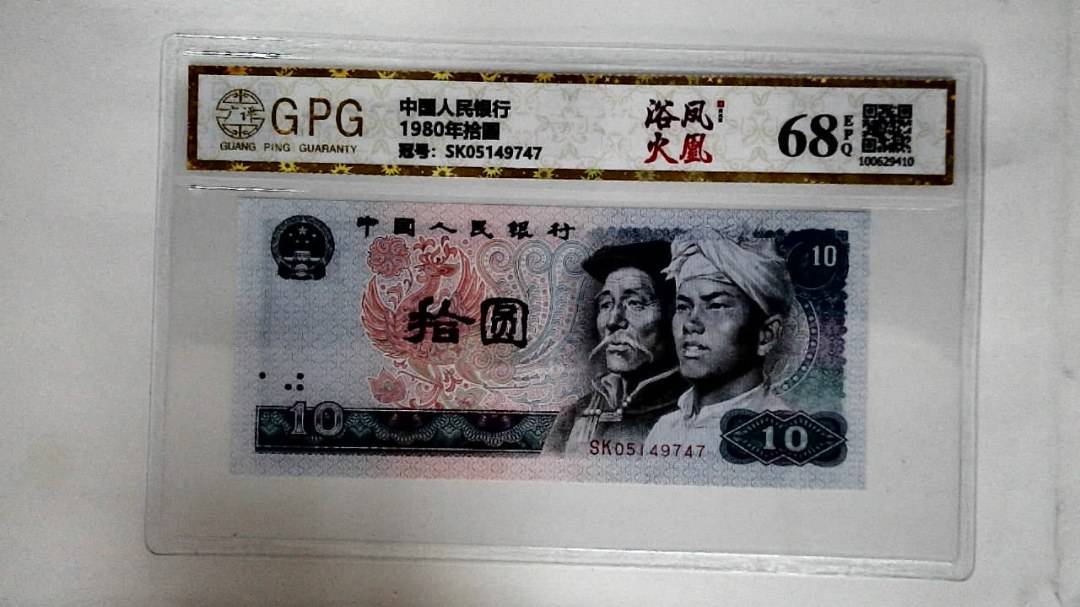 广评
GPG
GUANG PING GUARANTY
中国人民银行
1980年拾圆
冠号：SK05149747
浴凤
火凰
68
EPQ
100629410
中国人民银行
10
拾圆
10
SK05149747
10